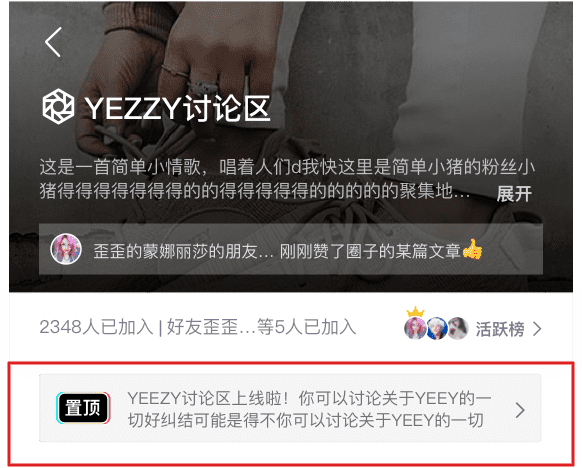 YEZZY讨论区
这是一首简单小情歌，唱着人们d我快这里是简单小猪的粉丝小
猪得得得得得得得的的得得得得得的的的的的聚集地... 展开
歪歪的蒙娜丽莎的朋友... 刚刚赞了圈子的某篇文章👍
2348人已加入 | 好友歪歪...等5人已加入 活跃榜
置顶
YEEZY讨论区上线啦！你可以讨论关于YEEY的一
切好纠结可能是得不你可以讨论关于YEEY的一切